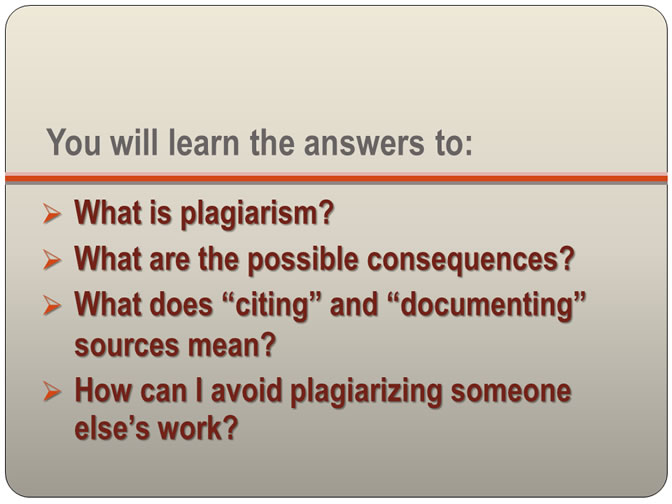 You will learn the answers to:
What is plagiarism?
What are the possible consequences?
What does “citing” and “documenting”
sources mean?
How can I avoid plagiarizing someone
else’s work?